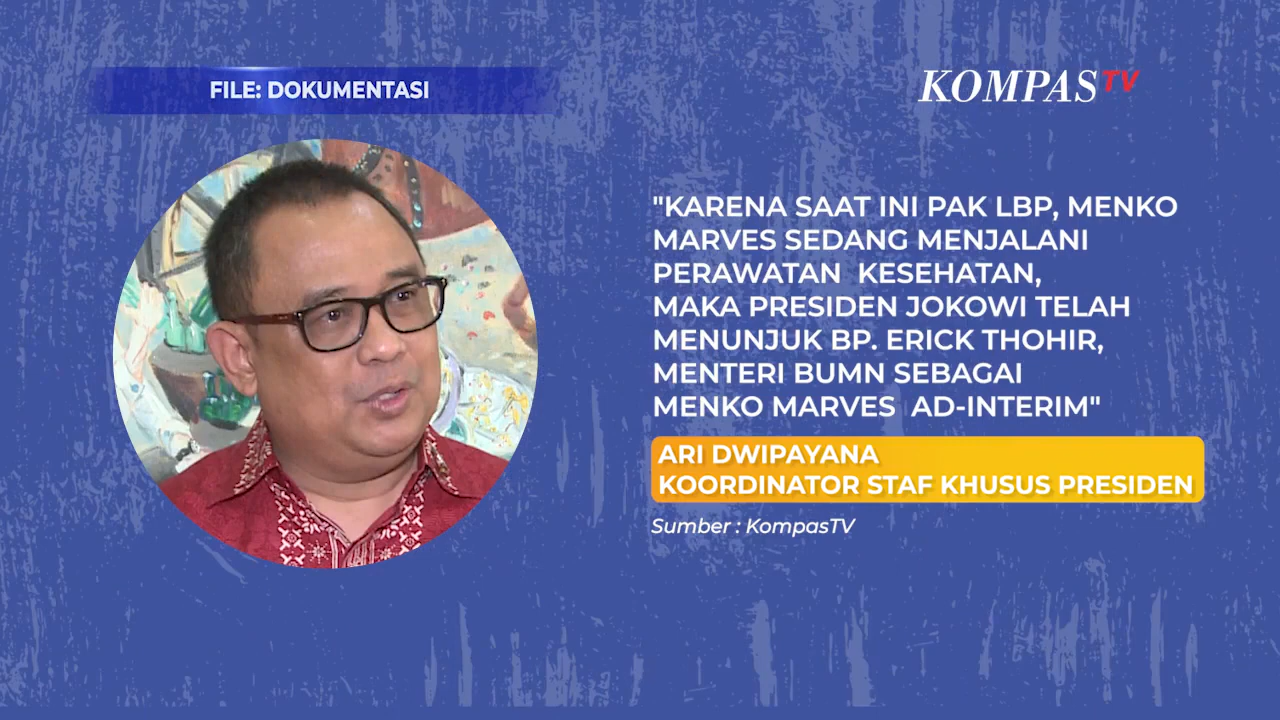 FILE: DOKUMENTASI
KOMPASTV
"KARENA SAAT INI PAK LBP, MENKO
MARVES SEDANG MENJALANI
PERAWATAN  KESEHATAN,
MAKA PRESIDEN JOKOWI TELAH
MENUNJUK BP. ERICK THOHIR,
MENTERI BUMN SEBAGAI
MENKO MARVES  AD-INTERIM"
ARI DWIPAYANA
KOORDINATOR STAF KHUSUS PRESIDEN
Sumber : KompasTV